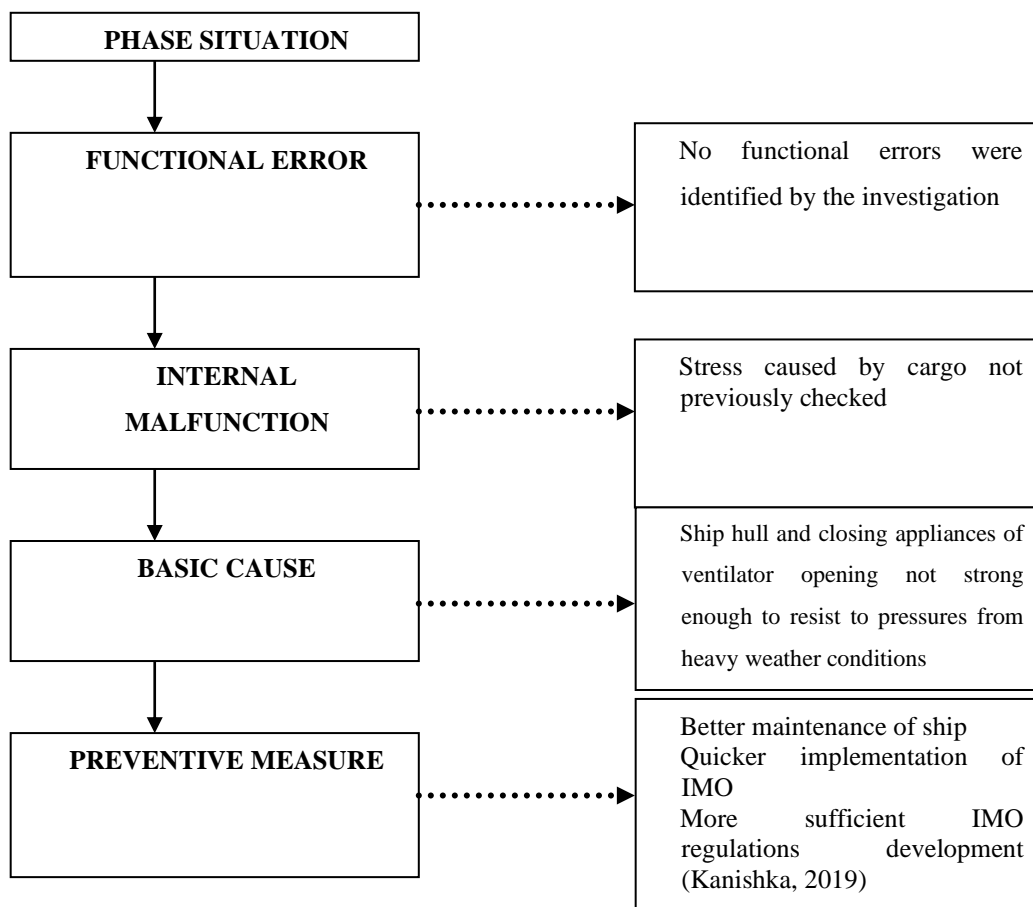 PHASE SITUATION
FUNCTIONAL ERROR
No functional errors were
identified by the investigation
INTERNAL
MALFUNCTION
Stress caused by cargo not
previously checked
BASIC CAUSE
Ship hull and closing appliances of
ventilator opening not strong
enough to resist to pressures from
heavy weather conditions
PREVENTIVE MEASURE
Better maintenance of ship
Quicker implementation of
IMO
More sufficient IMO
regulations development
(Kanishka, 2019)